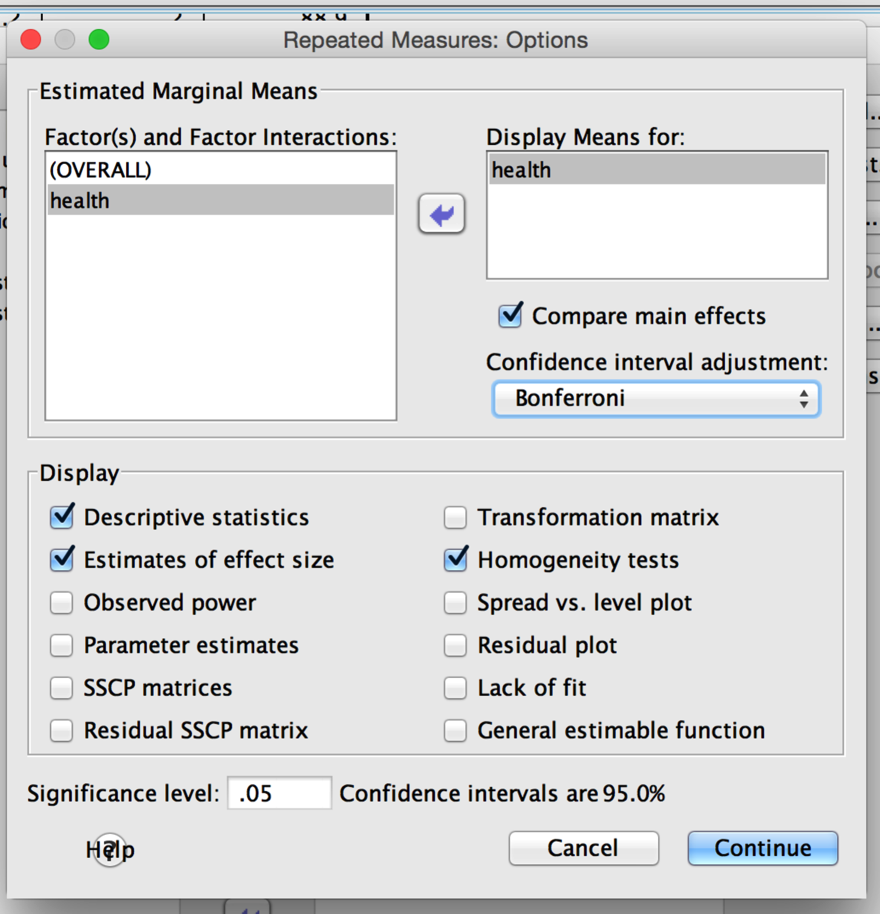 Repeated Measures: Options
Estimated Marginal Means
Factor(s) and Factor Interactions:
(OVERALL)
health
Display Means for:
health
Compare main effects
Confidence interval adjustment:
Bonferroni
Display
Descriptive statistics
Transformation matrix
Estimates of effect size
Homogeneity tests
Observed power
Spread vs. level plot
Parameter estimates
Residual plot
SSCP matrices
Lack of fit
Residual SSCP matrix
General estimable function
Significance level: .05 Confidence intervals are 95.0%
Help
Cancel
Continue